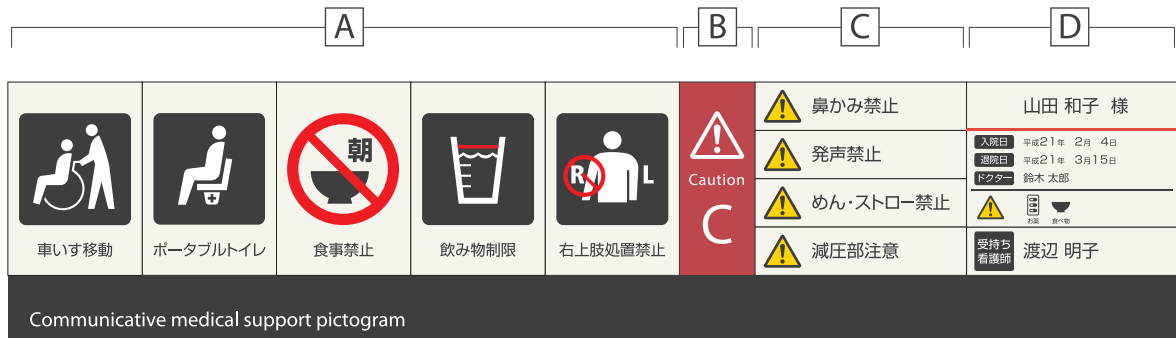 A
B
C
D
朝
R
L
車いす移動
ポータブルトイレ
食事禁止
飲み物制限
右上肢処置禁止
Caution
C
鼻かみ禁止
発声禁止
めん・ストロー禁止
減圧部注意
山田 和子 様
入院日 平成21年 2月 4日
退院日 平成21年 3月15日
ドクター 鈴木 太郎
お薬 食べ物
受持ち
看護師
渡辺 明子
Communicative medical support pictogram